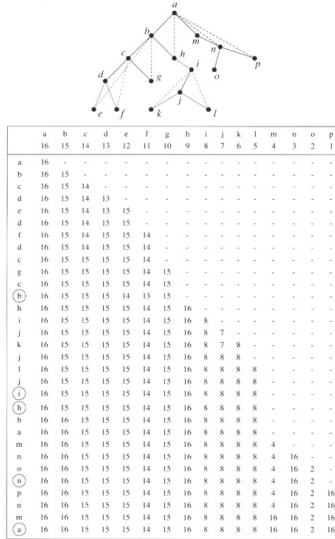 a
b
m
n
c
h
i
o
p
d
g
j
e
f
k
l
a b c d e f g h i j k l m n o p
16 15 14 13 12 11 10 9 8 7 6 5 4 3 2 1
a 16 - - - - - - - - - - - - - - -
b 16 15 - - - - - - - - - - - - - -
c 16 15 14 - - - - - - - - - - - - -
d 16 15 14 13 - - - - - - - - - - - -
e 16 15 14 13 15 - - - - - - - - - - -
d 16 15 14 15 15 - - - - - - - - - - -
f 16 15 14 15 15 14 - - - - - - - - - -
d 16 15 14 15 15 14 - - - - - - - - - -
c 16 15 15 15 15 14 - - - - - - - - - -
g 16 15 15 15 15 14 15 - - - - - - - - -
c 16 15 15 15 15 14 15 - - - - - - - - -
b 16 15 15 15 14 13 15 - - - - - - - - -
h 16 15 15 15 15 14 15 16 - - - - - - - -
i 16 15 15 15 15 14 15 16 8 - - - - - - -
j 16 15 15 15 15 14 15 16 8 7 - - - - - -
k 16 15 15 15 15 14 15 16 8 7 8 - - - - -
j 16 15 15 15 15 14 15 16 8 8 8 - - - - -
l 16 15 15 15 15 14 15 16 8 8 8 8 - - - -
j 16 15 15 15 15 14 15 16 8 8 8 8 - - - -
i 16 15 15 15 15 14 15 16 8 8 8 8 - - - -
h 16 15 15 15 15 14 15 16 8 8 8 8 - - - -
b 16 16 15 15 15 14 15 16 8 8 8 8 - - - -
a 16 16 15 15 15 14 15 16 8 8 8 8 - - - -
m 16 16 15 15 15 14 15 16 8 8 8 8 4 - - -
n 16 16 15 15 15 14 15 16 8 8 8 8 4 16 - -
o 16 16 15 15 15 14 15 16 8 8 8 8 4 16 2 -
n 16 16 15 15 15 14 15 16 8 8 8 8 4 16 2 -
p 16 16 15 15 15 14 15 16 8 8 8 8 4 16 2 16
n 16 16 15 15 15 14 15 16 8 8 8 8 4 16 2 16
m 16 16 15 15 15 14 15 16 8 8 8 8 16 16 2 16
a 16 16 15 15 15 14 15 16 8 8 8 8 16 16 2 16